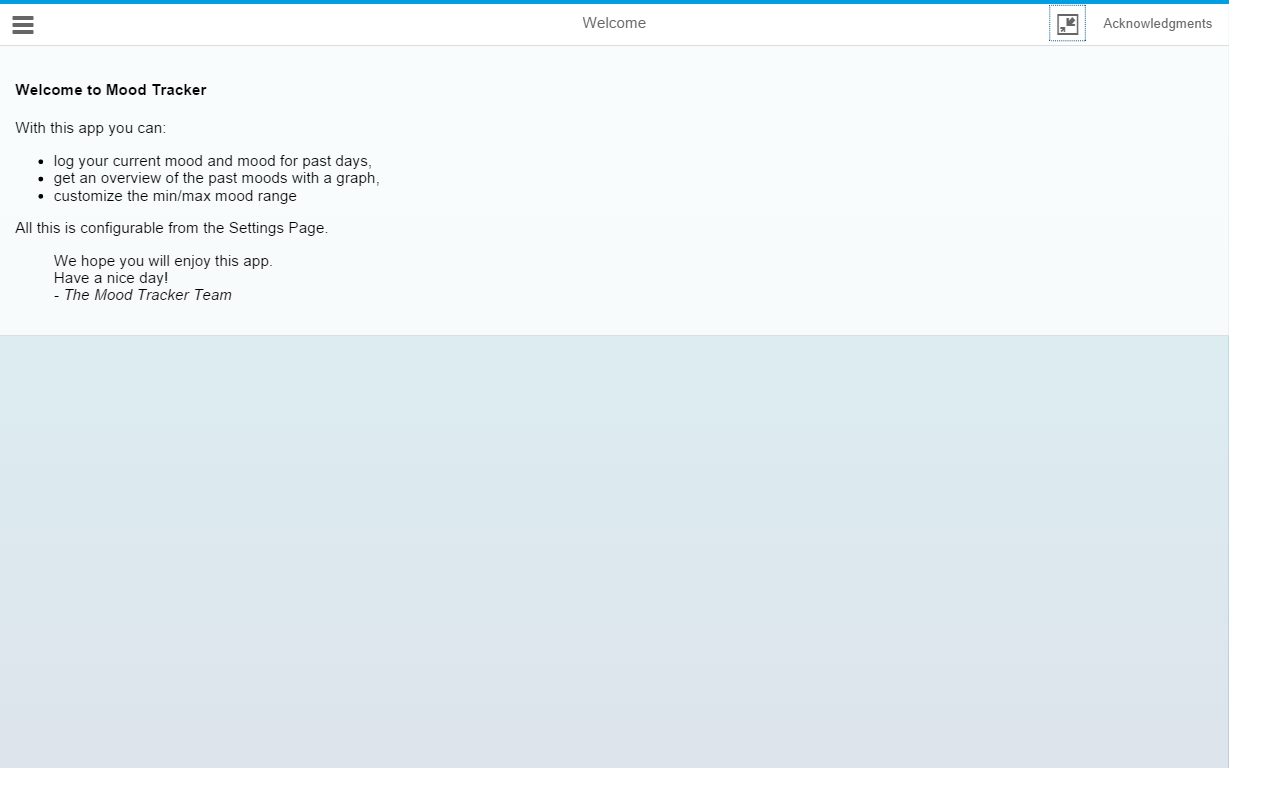 Welcome
Acknowledgments
Welcome to Mood Tracker
With this app you can:
log your current mood and mood for past days,
get an overview of the past moods with a graph,
customize the min/max mood range
All this is configurable from the Settings Page.
We hope you will enjoy this app.
Have a nice day!
- The Mood Tracker Team